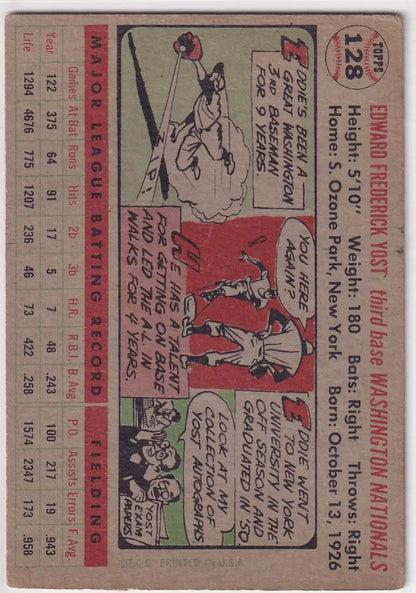 TOPPS
128
EDWARD FREDERICK YOST third base WASHINGTON NATIONALS
Height: 5'10" Weight: 180 Bats: Right Throws: Right
Home: S. Ozone Park, New York Born: October 13, 1926
EDDIE'S BEEN A
GREAT WASHINGTON
3RD BASEMAN
FOR 9 YEARS.
ZIP!
YOU HERE
AGAIN?
HE HAS A TALENT
FOR GETTING ON BASE
AND LED THE A.L. IN
WALKS FOR 4 YEARS.
EDDIE WENT
TO NEW YORK
UNIVERSITY IN THE
OFF SEASON AND
GRADUATED IN '50.
LOOK AT MY
COLLECTION OF
YOST AUTOGRAPHS
YOST
EXAM
PAPERS
©T.C.G. PRINTED IN U.S.A.
MAJOR LEAGUE BATTING RECORD FIELDING
Games At Bat Runs Hits 2b 3b H.R. R.B.I. B.Avg P.O. Assists Errors F. Avg.
Year 122 375 64 91 17 5 7 48 .243 100 217 19 .943
Life 1294 4676 775 1207 236 46 73 422 .258 1574 2347 173 .958